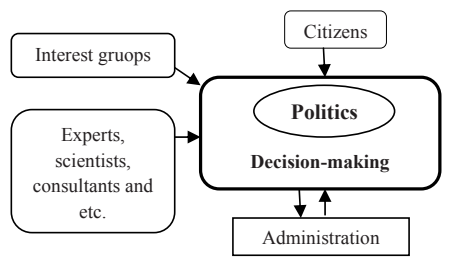 Citizens
Interest gruops
Politics
Experts,
scientists,
consultants and
etc.
Decision-making
Administration